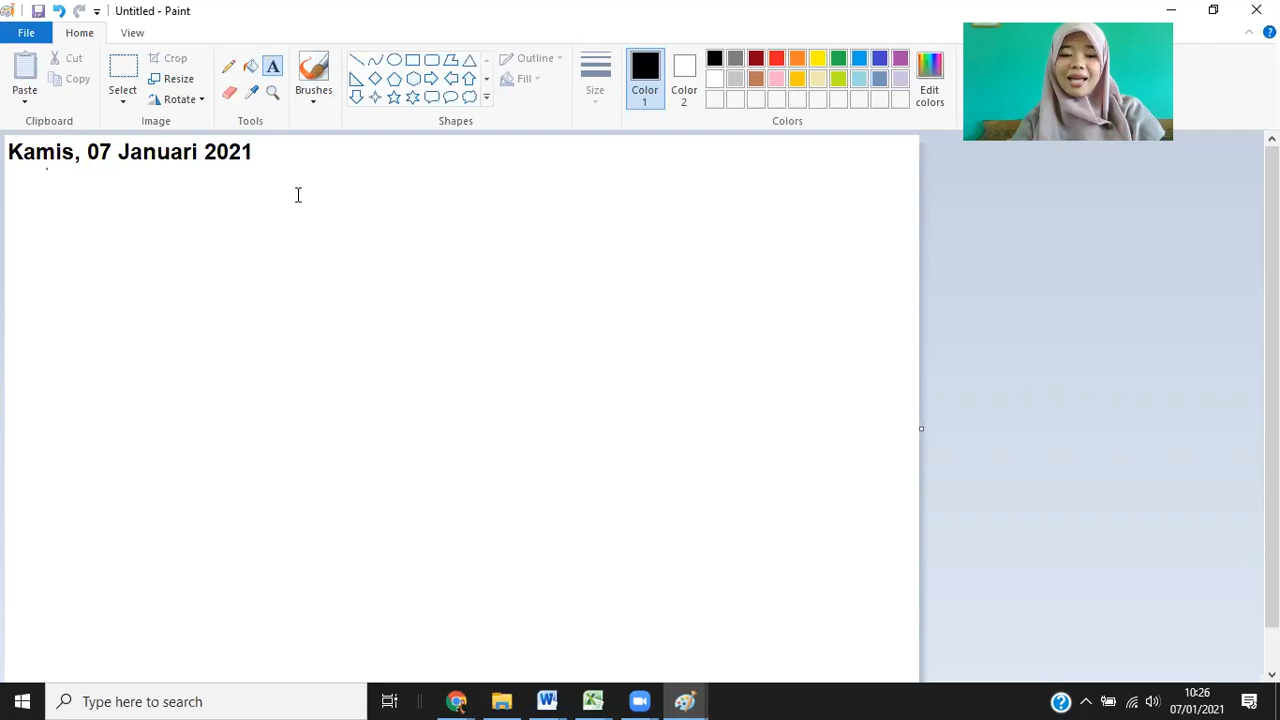 Untitled - Paint
File
Home
View
Paste
Cut
Copy
Clipboard
Select
Crop
Resize
Rotate
Image
A
Tools
Brushes
Shapes
Outline
Fill
Size
Color 1
Color 2
Colors
Edit colors
Kamis, 07 Januari 2021
Type here to search
10:26
07/01/2021